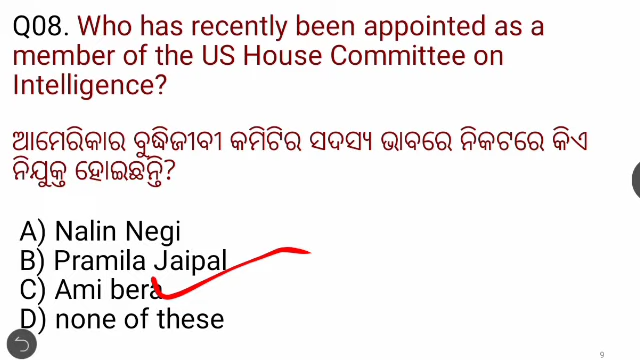 Q08. Who has recently been appointed as a
member of the US House Committee on
Intelligence?
ଆମେରିକାର ବୁଦ୍ଧିଜୀବୀ କମିଟିର ସଦସ୍ୟ ଭାବରେ ନିକଟରେ କିଏ
ନିଯୁକ୍ତ ହୋଇଛନ୍ତି?
A) Nalin Negi
B) Pramila Jaipal
C) Ami bera
D) none of these
9